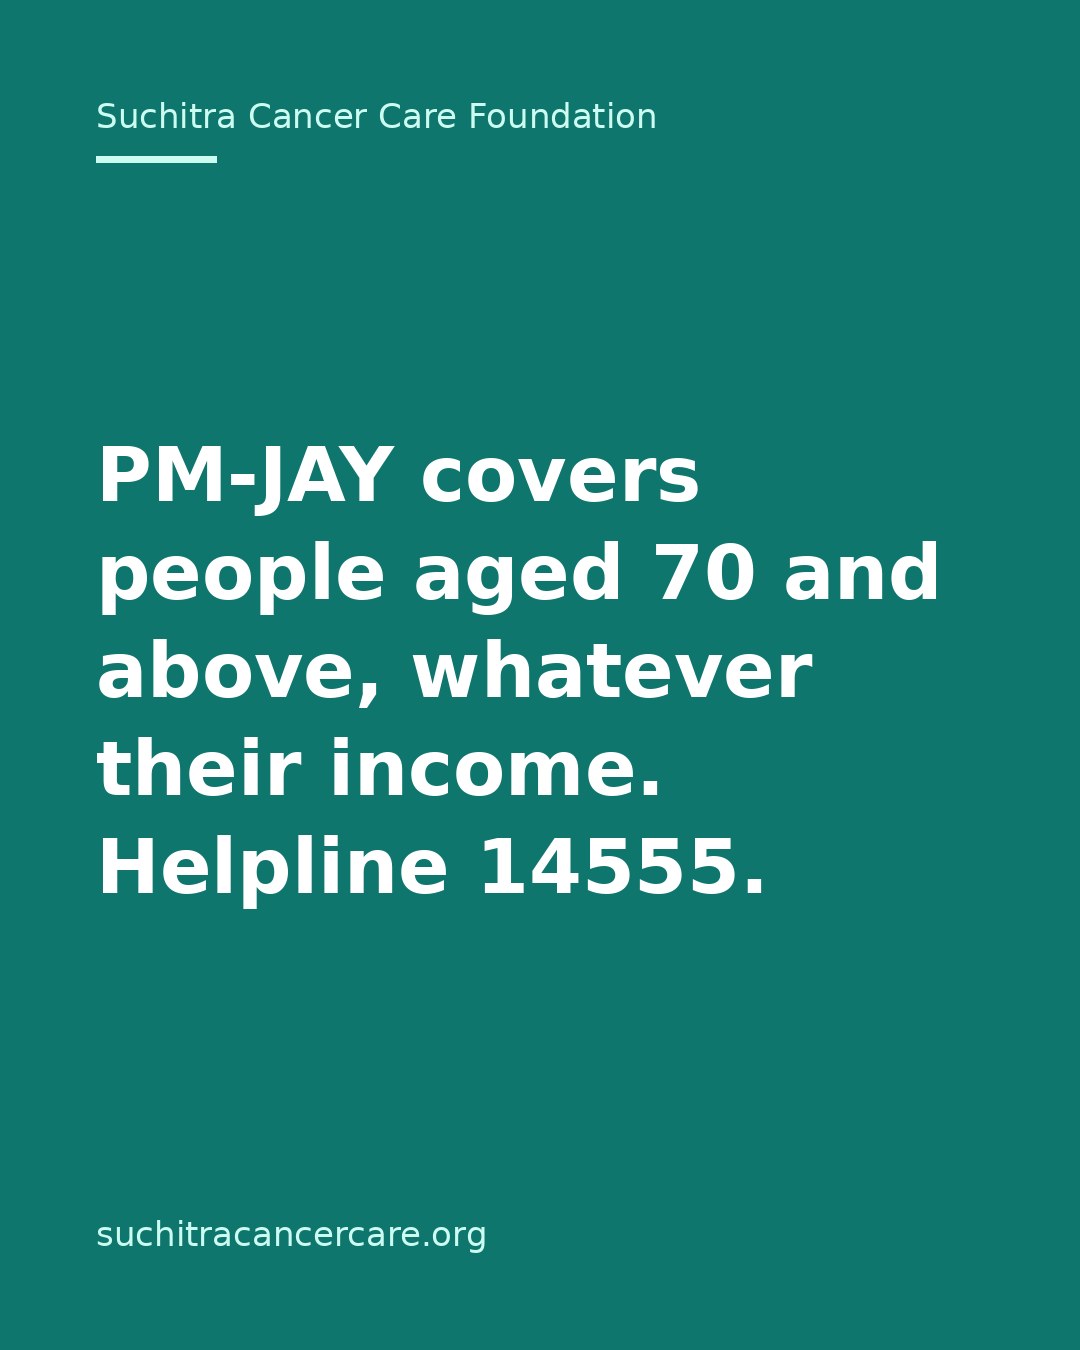 Suchitra Cancer Care Foundation
PM-JAY covers
people aged 70 and
above, whatever
their income.
Helpline 14555.
suchitracancercare.org